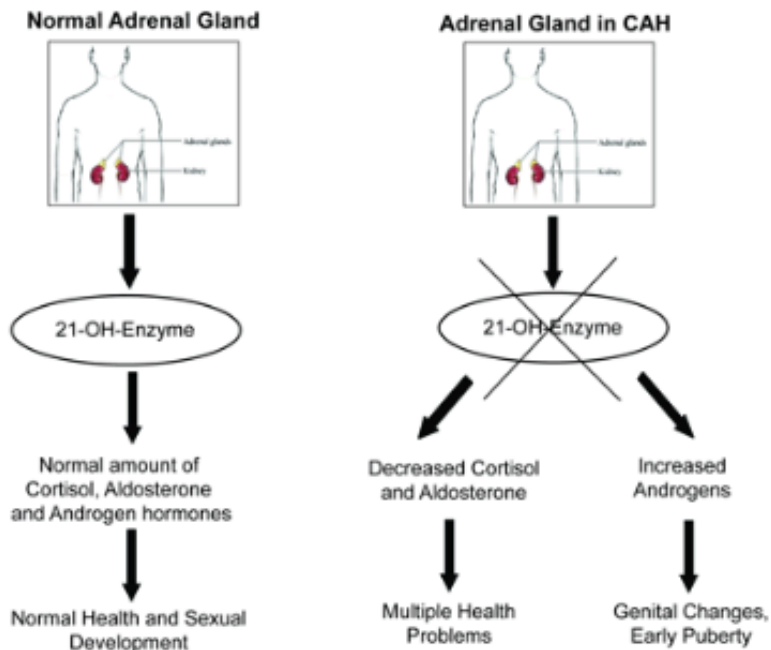 Normal Adrenal Gland
Adrenal glands
Kidney
21-OH-Enzyme
Normal amount of
Cortisol, Aldosterone
and Androgen hormones
Normal Health and Sexual
Development
Adrenal Gland in CAH
Adrenal glands
Kidney
21-OH-Enzyme
Decreased Cortisol
and Aldosterone
Multiple Health
Problems
Increased
Androgens
Genital Changes,
Early Puberty